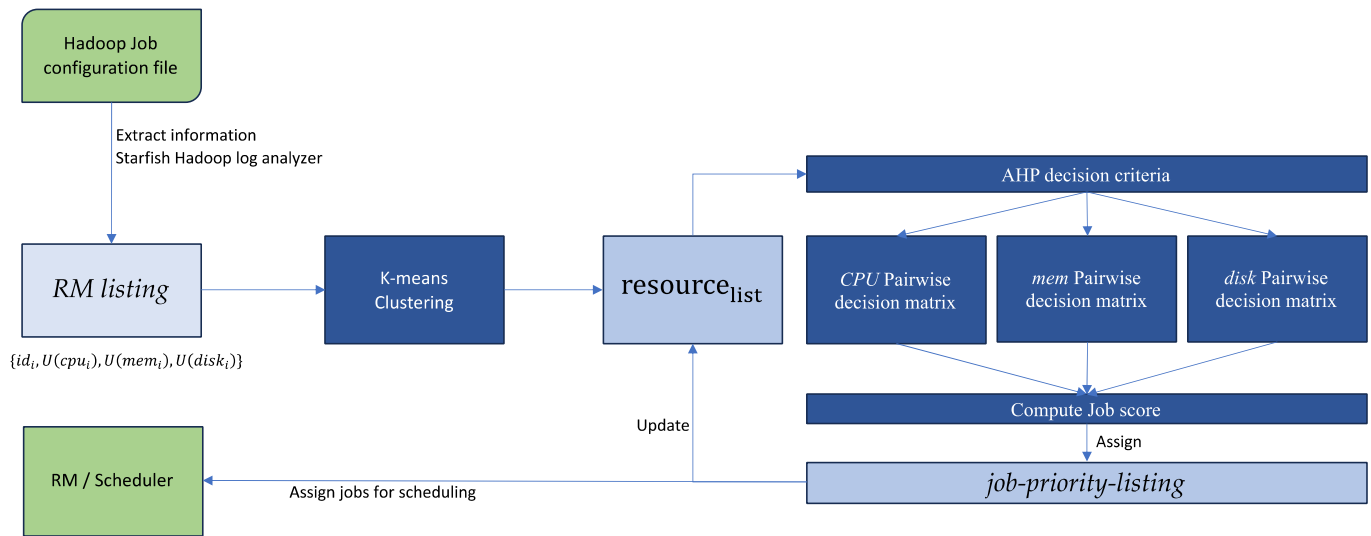 Hadoop Job
configuration file
Extract information
Starfish Hadoop log analyzer
RM listing
{id_i, U(cpu_i), U(mem_i), U(disk_i)}
K-means
Clustering
resource_list
AHP decision criteria
CPU Pairwise
decision matrix
mem Pairwise
decision matrix
disk Pairwise
decision matrix
Compute Job score
Assign
job-priority-listing
Update
Assign jobs for scheduling
RM / Scheduler